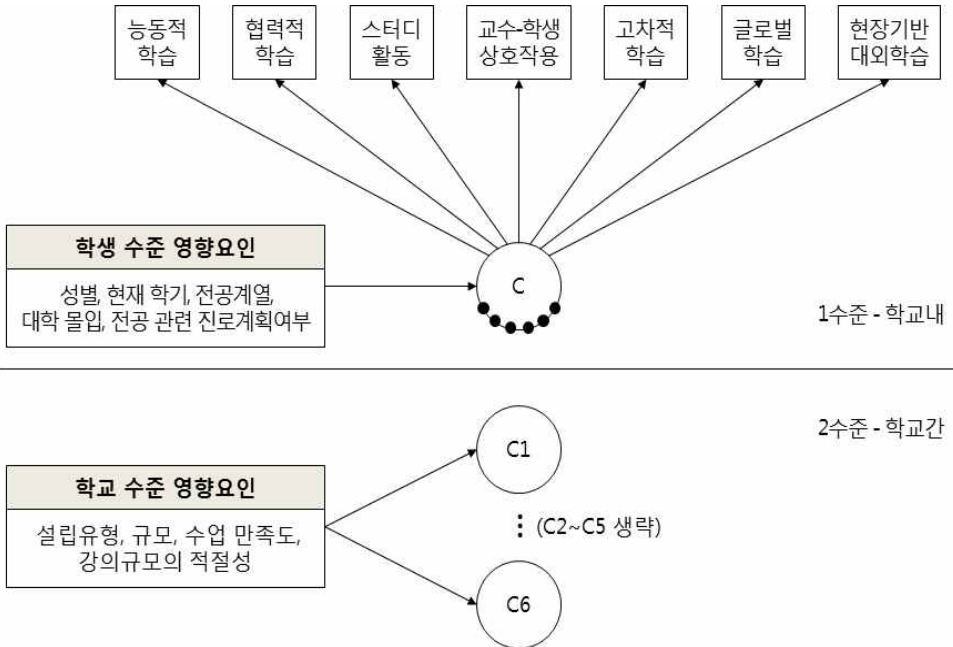 능동적
학습
협력적
학습
스터디
활동
교수-학생
상호작용
고차적
학습
글로벌
학습
현장기반
대외학습
학생 수준 영향요인
성별, 현재 학기, 전공계열,
대학 몰입, 전공 관련 진로계획여부
C
1수준 - 학교내
2수준 - 학교간
C1
학교 수준 영향요인
설립유형, 규모, 수업 만족도,
강의규모의 적절성
(C2~C5 생략)
C6